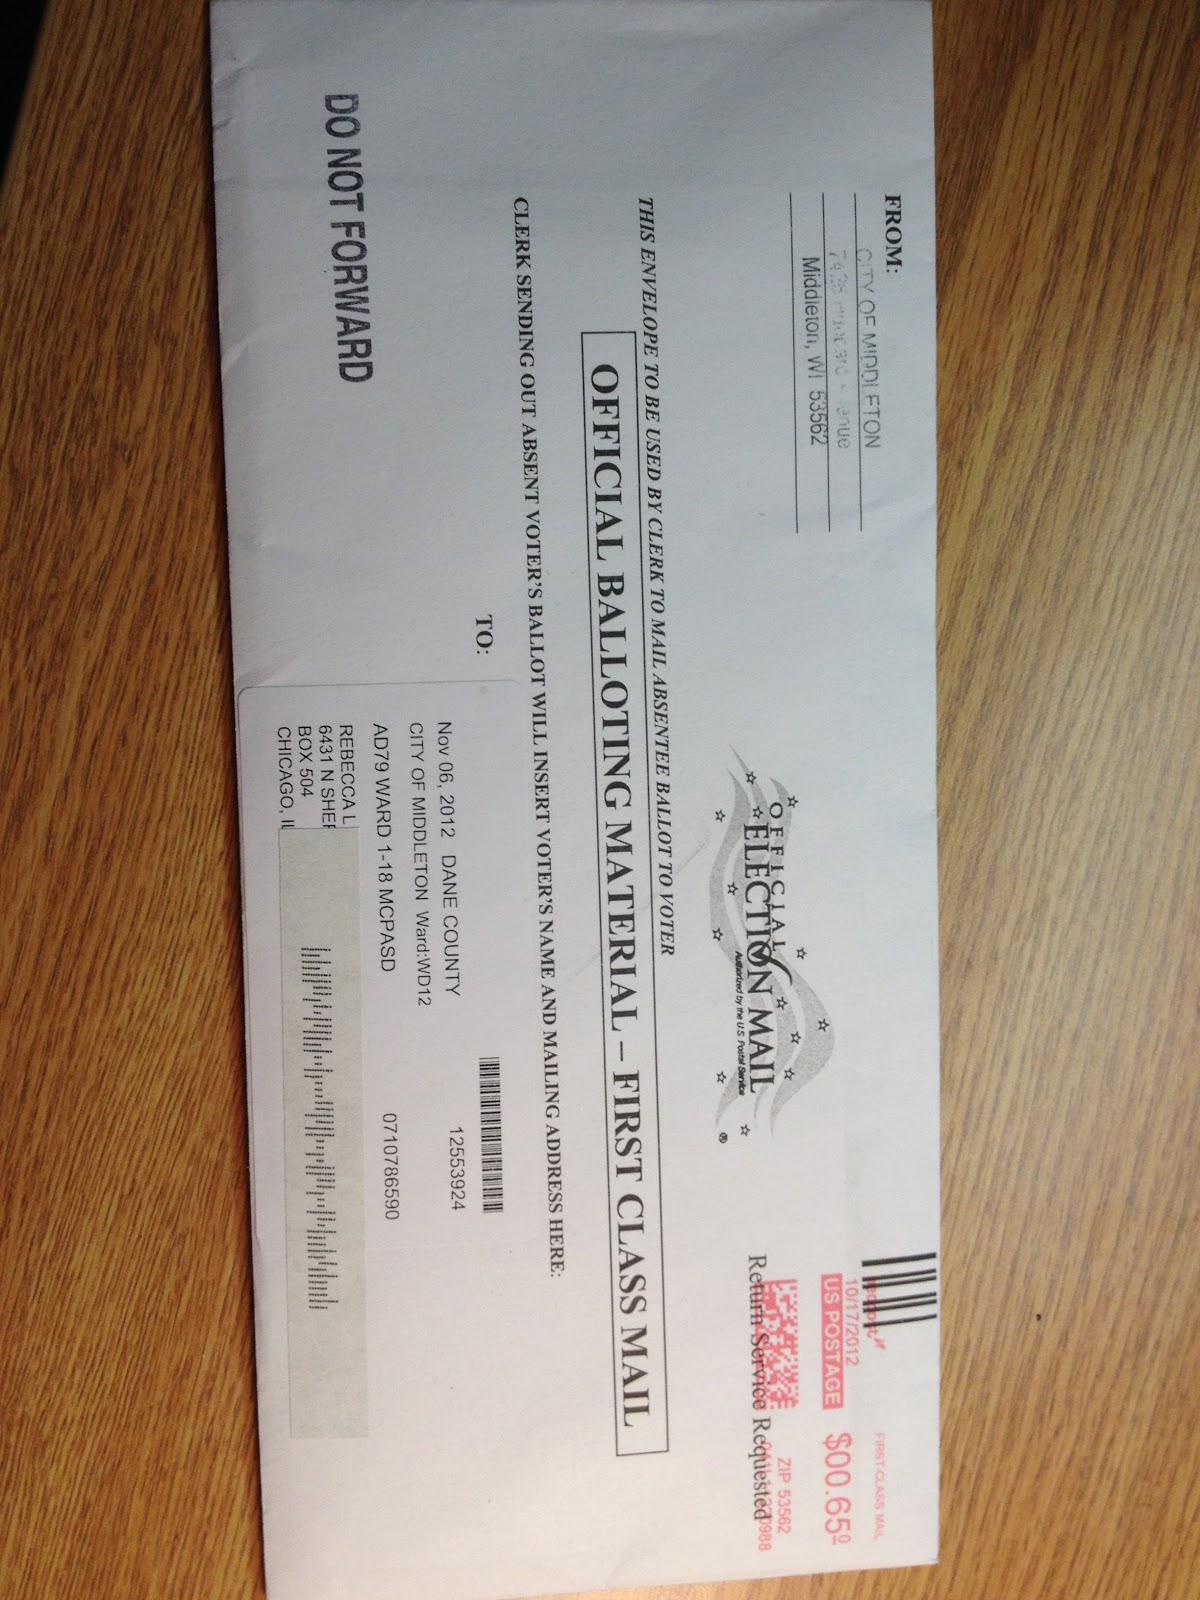 FROM:
CITY OF MIDDLETON
Middleton, WI 53562
FIRST-CLASS MAIL
10/17/2012
US POSTAGE $00.65⁰
ZIP 53562
Return Service Requested
OFFICIAL
ELECTION MAIL
Authorized by the U.S. Postal Service
®
THIS ENVELOPE TO BE USED BY CLERK TO MAIL ABSENTEE BALLOT TO VOTER
OFFICIAL BALLOTING MATERIAL – FIRST CLASS MAIL
CLERK SENDING OUT ABSENT VOTER'S BALLOT WILL INSERT VOTER'S NAME AND MAILING ADDRESS HERE:
TO:
Nov 06, 2012 DANE COUNTY 12553924
CITY OF MIDDLETON Ward:WD12
AD79 WARD 1-18 MCPASD 0710786590
REBECCA L
6431 N SHER
BOX 504
CHICAGO, IL
DO NOT FORWARD